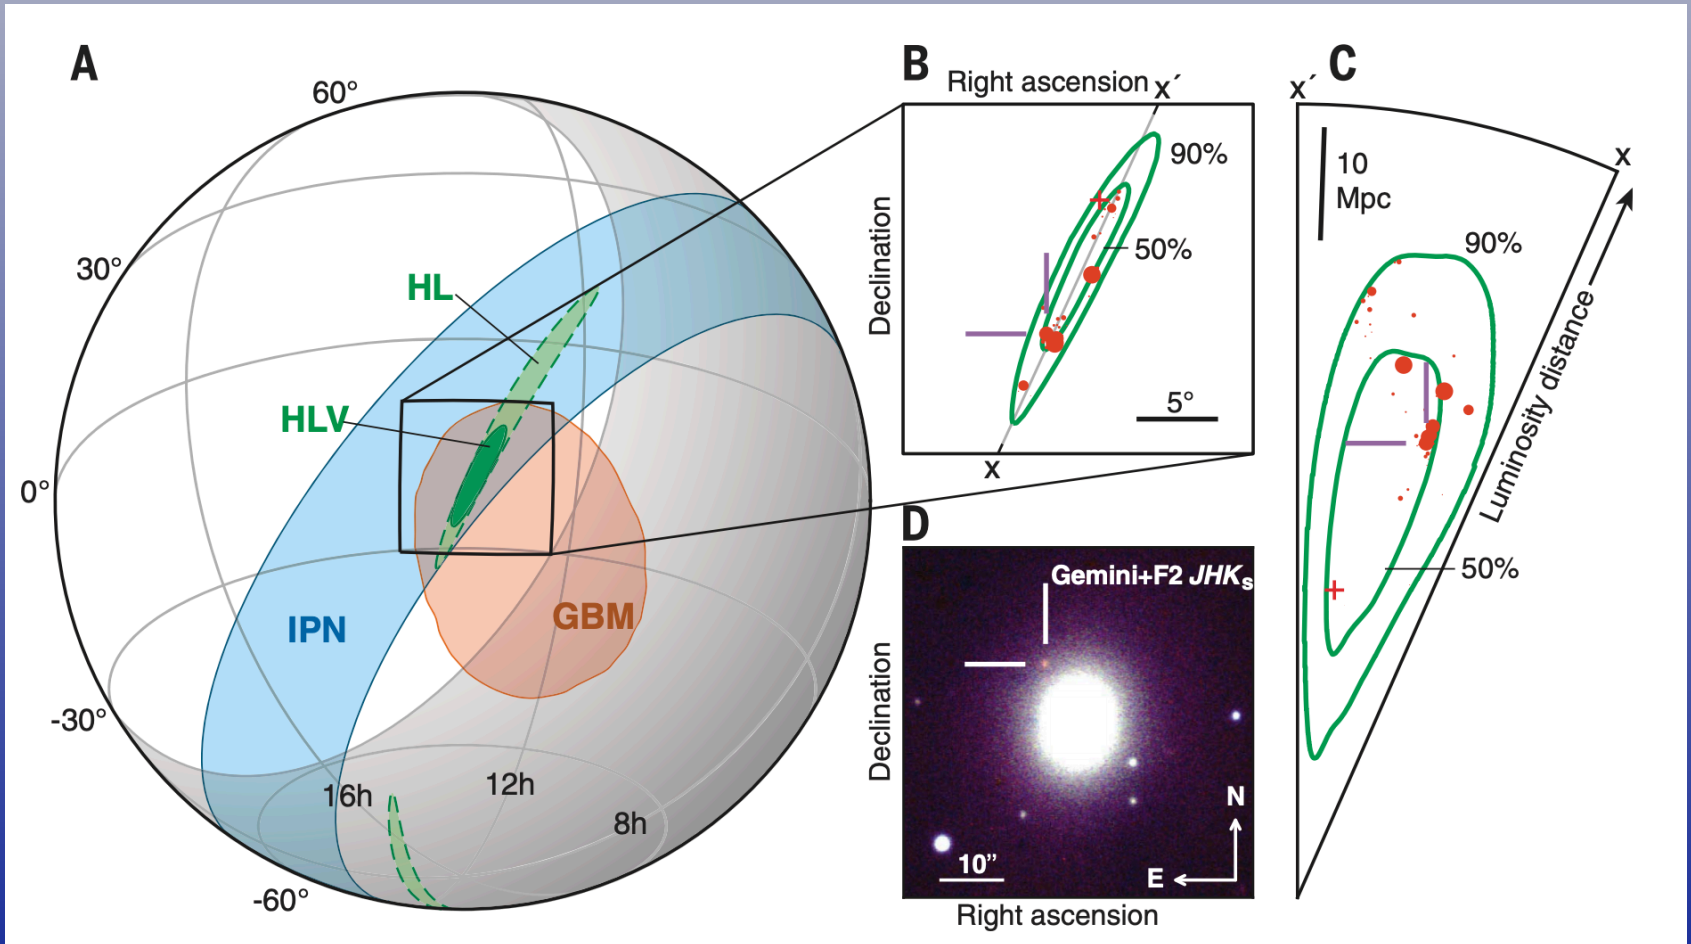 A
60°
30°
0°
-30°
-60°
HL
HLV
IPN
GBM
16h
12h
8h
B
Right ascension
x´
90%
50%
5°
Declination
x
C
x´
x
10
Mpc
90%
50%
Luminosity distance
D
Gemini+F2 JHKs
Declination
10”
N
E
Right ascension